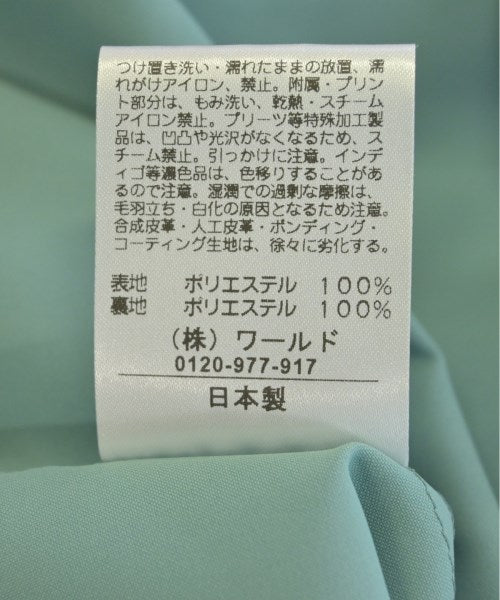 つけ置き洗い・濡れたままの放置、濡
れがけアイロン、禁止。附属・プリン
ト部分は、もみ洗い、乾熱・スチーム
アイロン禁止。プリーツ等特殊加工製
品は、凹凸や光沢がなくなるため、ス
チーム禁止。引っかけに注意。インデ
ィゴ等濃色品は、色移りすることがあ
るので注意。湿潤での過剰な摩擦は、
毛羽立ち・白化の原因となるため注意。
合成皮革・人工皮革・ボンディング・
コーティング生地は、徐々に劣化する。
表地 ポリエステル 100%
裏地 ポリエステル 100%
(株) ワールド
0120-977-917
日本製